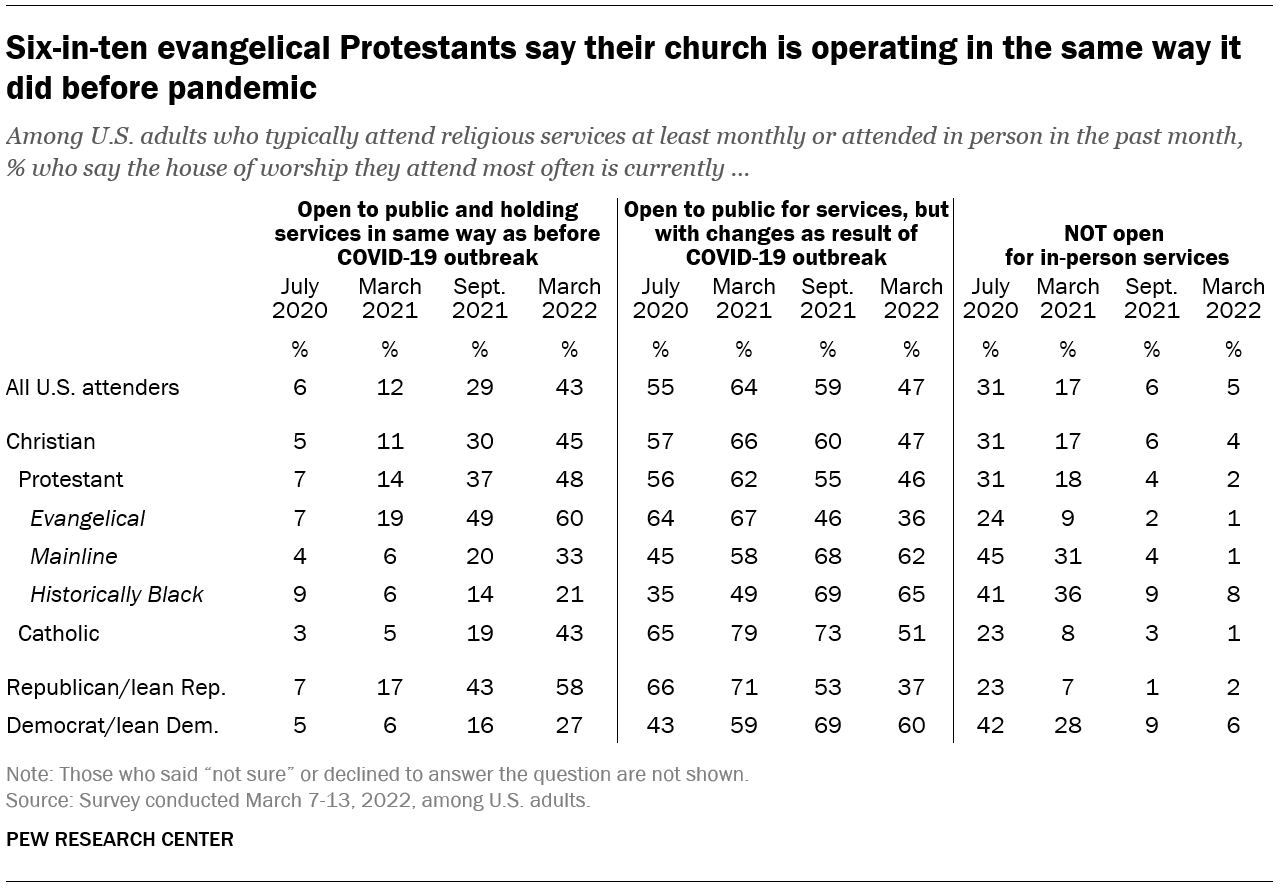 Six-in-ten evangelical Protestants say their church is operating in the same way it
did before pandemic
Among U.S. adults who typically attend religious services at least monthly or attended in person in the past month,
% who say the house of worship they attend most often is currently ...
Open to public and holding
services in same way as before
COVID-19 outbreak
Open to public for services, but
with changes as result of
COVID-19 outbreak
NOT open
for in-person services
July March Sept. March July March Sept. March July March Sept. March
2020 2021 2021 2022 2020 2021 2021 2022 2020 2021 2021 2022
% % % % % % % % % % % %
All U.S. attenders 6 12 29 43 55 64 59 47 31 17 6 5
Christian 5 11 30 45 57 66 60 47 31 17 6 4
Protestant 7 14 37 48 56 62 55 46 31 18 4 2
Evangelical 7 19 49 60 64 67 46 36 24 9 2 1
Mainline 4 6 20 33 45 58 68 62 45 31 4 1
Historically Black 9 6 14 21 35 49 69 65 41 36 9 8
Catholic 3 5 19 43 65 79 73 51 23 8 3 1
Republican/lean Rep. 7 17 43 58 66 71 53 37 23 7 1 2
Democrat/lean Dem. 5 6 16 27 43 59 69 60 42 28 9 6
Note: Those who said “not sure” or declined to answer the question are not shown.
Source: Survey conducted March 7-13, 2022, among U.S. adults.
PEW RESEARCH CENTER